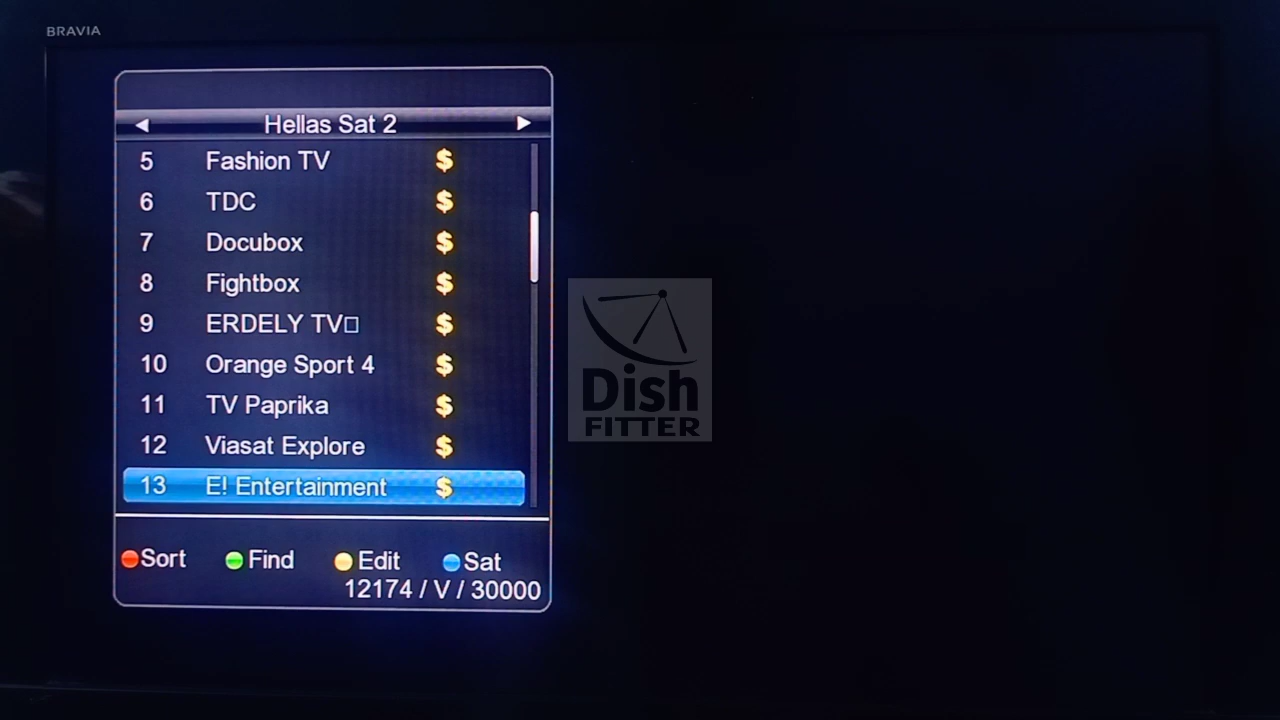 BRAVIA
Hellas Sat 2
5 Fashion TV $
6 TDC $
7 Docubox $
8 Fightbox $
9 ERDELY TV□ $
10 Orange Sport 4 $
11 TV Paprika $
12 Viasat Explore $
13 E! Entertainment $
Sort Find Edit Sat
12174 / V / 30000
Dish
FITTER